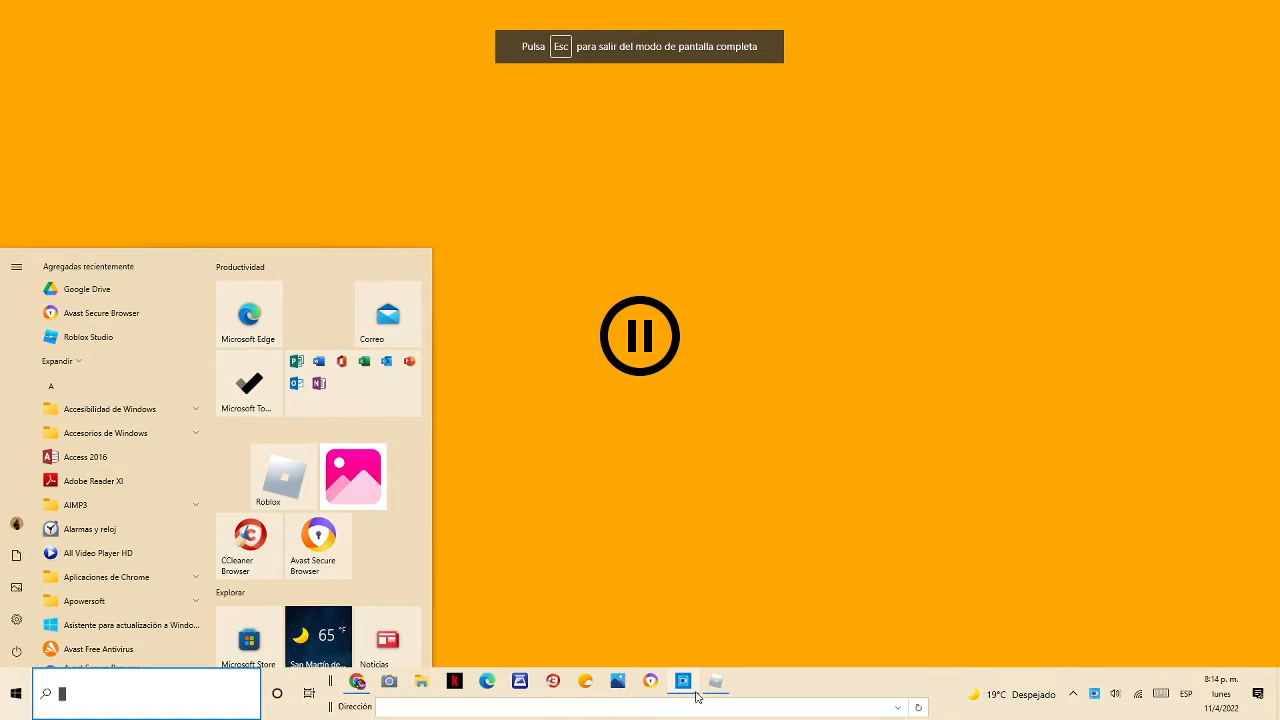 Pulsa Esc para salir del modo de pantalla completa
Agregadas recientemente
Google Drive
Avast Secure Browser
Roblox Studio
Expandir
A
Accesibilidad de Windows
Accesorios de Windows
Access 2016
Adobe Reader XI
AIMP3
Alarmas y reloj
All Video Player HD
Aplicaciones de Chrome
Apowersoft
Asistente para actualización a Windo...
Avast Free Antivirus
Productividad
Microsoft Edge
Correo
Microsoft To...
Roblox
CCleaner
Browser
Avast Secure
Browser
Explorar
Microsoft Store
65 °F
San Martín de...
Noticias
Dirección
19°C Despejado
ESP
8:14 p. m.
lunes
11/4/2022